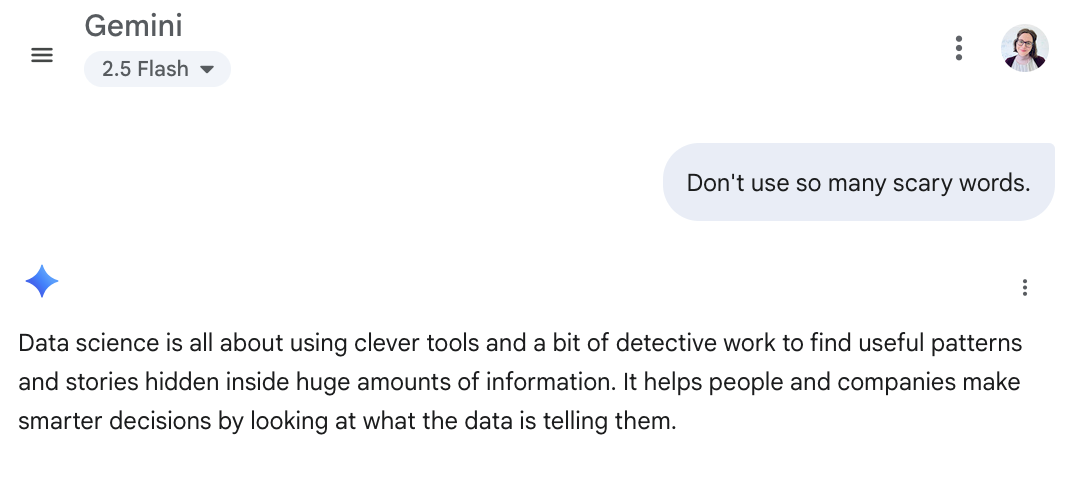 Gemini
2.5 Flash
Don't use so many scary words.
Data science is all about using clever tools and a bit of detective work to find useful patterns
and stories hidden inside huge amounts of information. It helps people and companies make
smarter decisions by looking at what the data is telling them.